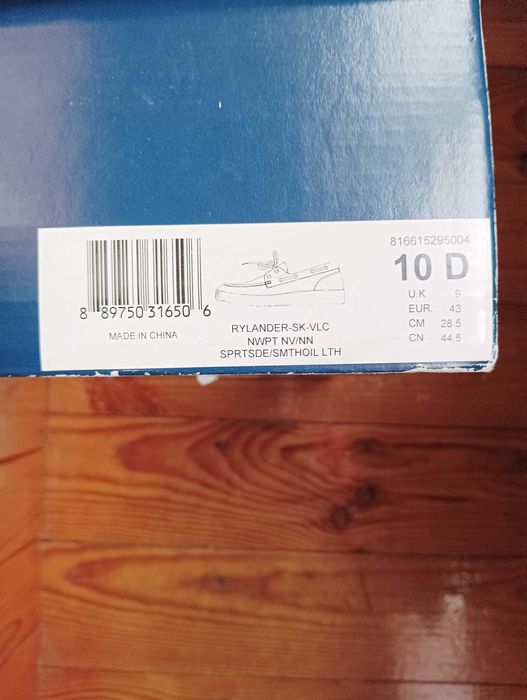 816615295004
10 D
U.K 9
EUR. 43
CM 28.5
CN 44.5
8 89750 31650 6
MADE IN CHINA
RYLANDER-SK-VLC
NWPT NV/NN
SPRTSDE/SMTHOIL LTH